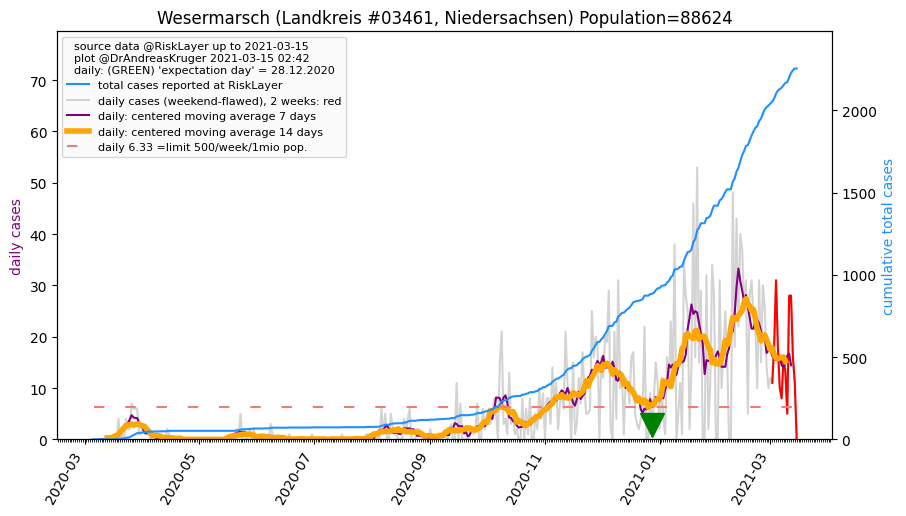 Wesermarsch (Landkreis #03461, Niedersachsen) Population=88624
source data @RiskLayer up to 2021-03-15
plot @DrAndreasKruger 2021-03-15 02:42
daily: (GREEN) 'expectation day' = 28.12.2020
total cases reported at RiskLayer
daily cases (weekend-flawed), 2 weeks: red
daily: centered moving average 7 days
daily: centered moving average 14 days
daily 6.33 =limit 500/week/1mio pop.
daily cases
70
60
50
40
30
20
10
0
cumulative total cases
2000
1500
1000
500
0
2020-03
2020-05
2020-07
2020-09
2020-11
2021-01
2021-03